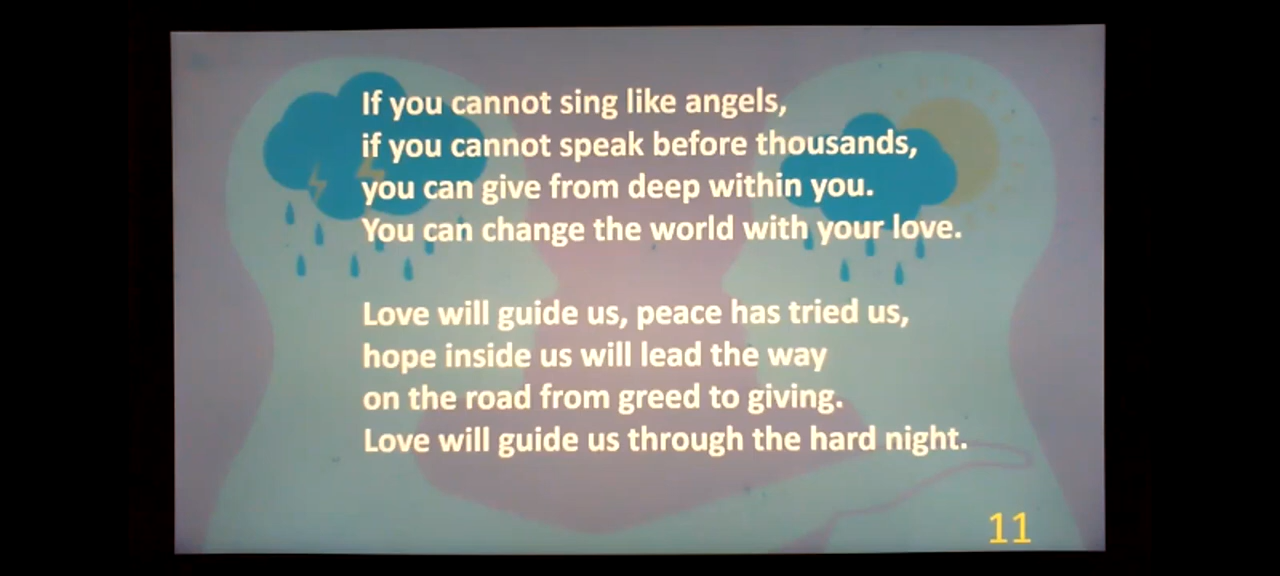 If you cannot sing like angels,
if you cannot speak before thousands,
you can give from deep within you.
You can change the world with your love.
Love will guide us, peace has tried us,
hope inside us will lead the way
on the road from greed to giving.
Love will guide us through the hard night.
11